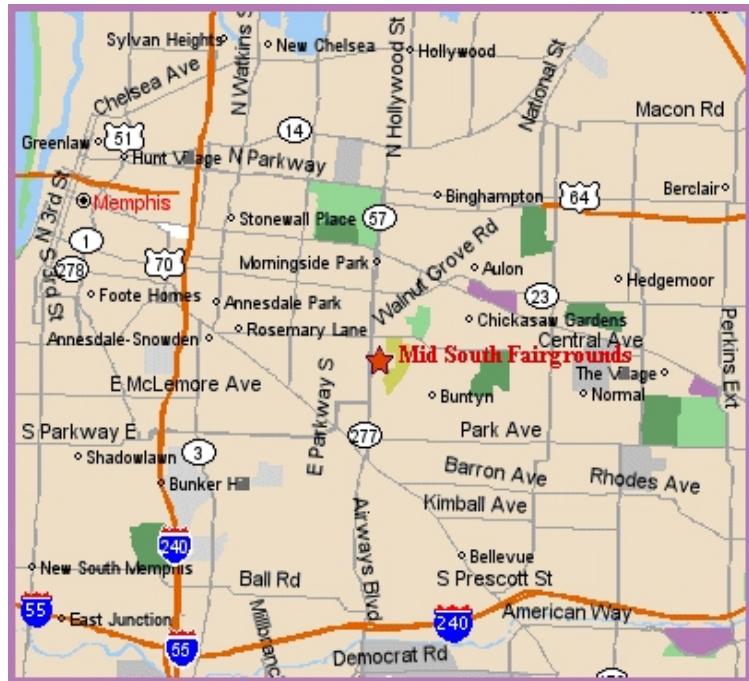 Sylvan Heights
New Chelsea
Hollywood
Chelsea Ave
N Watkins S
N Hollywood St
National St
Macon Rd
Greenlaw
51
14
Hunt Village
N Parkway
Binghampton
64
Berclair
Memphis
N 3rd St
Stonewall Place
57
1
70
278
Morningside Park
Walnut Grove Rd
Aulon
Hedgemoor
S 3rd St
Foote Homes
Annesdale Park
23
Rosemary Lane
Chickasaw Gardens
Annesdale-Snowden
Central Ave
Mid South Fairgrounds
The Village
Perkins Ext
E McLemore Ave
E Parkway S
Buntyn
Normal
S Parkway E
277
Park Ave
Shadowlawn
3
Barron Ave
Rhodes Ave
Bunker H
Kimball Ave
Airways Blvd
240
Bellevue
New South Memphis
Ball Rd
S Prescott St
55
East Junction
Millbranc
240
American Way
55
Democrat Rd